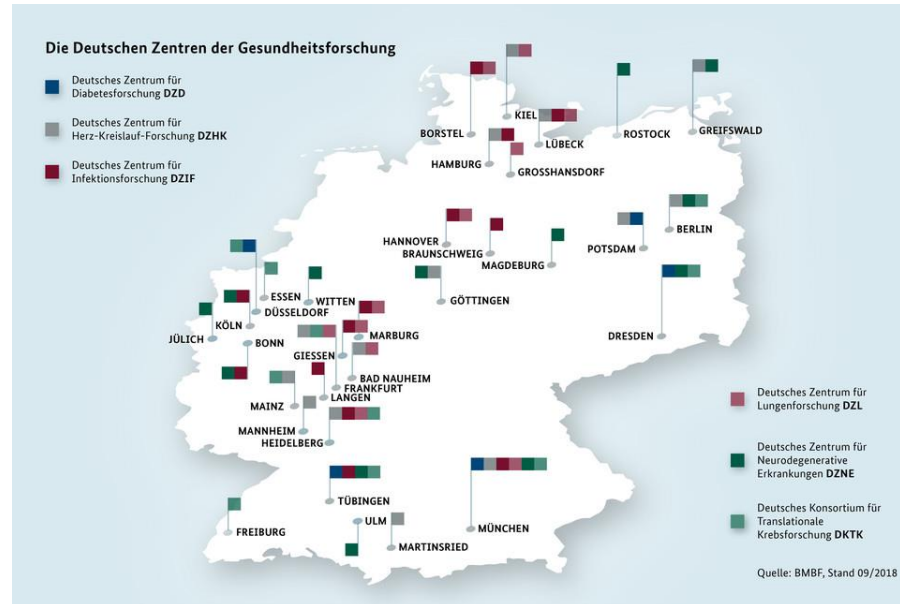 Die Deutschen Zentren der Gesundheitsforschung
Deutsches Zentrum für
Diabetesforschung DZD
Deutsches Zentrum für
Herz-Kreislauf-Forschung DZHK
Deutsches Zentrum für
Infektionsforschung DZIF
KIEL
BORSTEL
LÜBECK
ROSTOCK
GREIFSWALD
HAMBURG
GROSSHANSDORF
BERLIN
HANNOVER
BRAUNSCHWEIG
POTSDAM
MAGDEBURG
ESSEN
WITTEN
GÖTTINGEN
DÜSSELDORF
KÖLN
JÜLICH
BONN
MARBURG
DRESDEN
GIESSEN
BAD NAUHEIM
FRANKFURT
LANGEN
MAINZ
MANNHEIM
HEIDELBERG
Deutsches Zentrum für
Lungenforschung DZL
Deutsches Zentrum für
Neurodegenerative
Erkrankungen DZNE
Deutsches Konsortium für
Translationale
Krebsforschung DKTK
TÜBINGEN
ULM
MÜNCHEN
FREIBURG
MARTINSRIED
Quelle: BMBF, Stand 09/2018